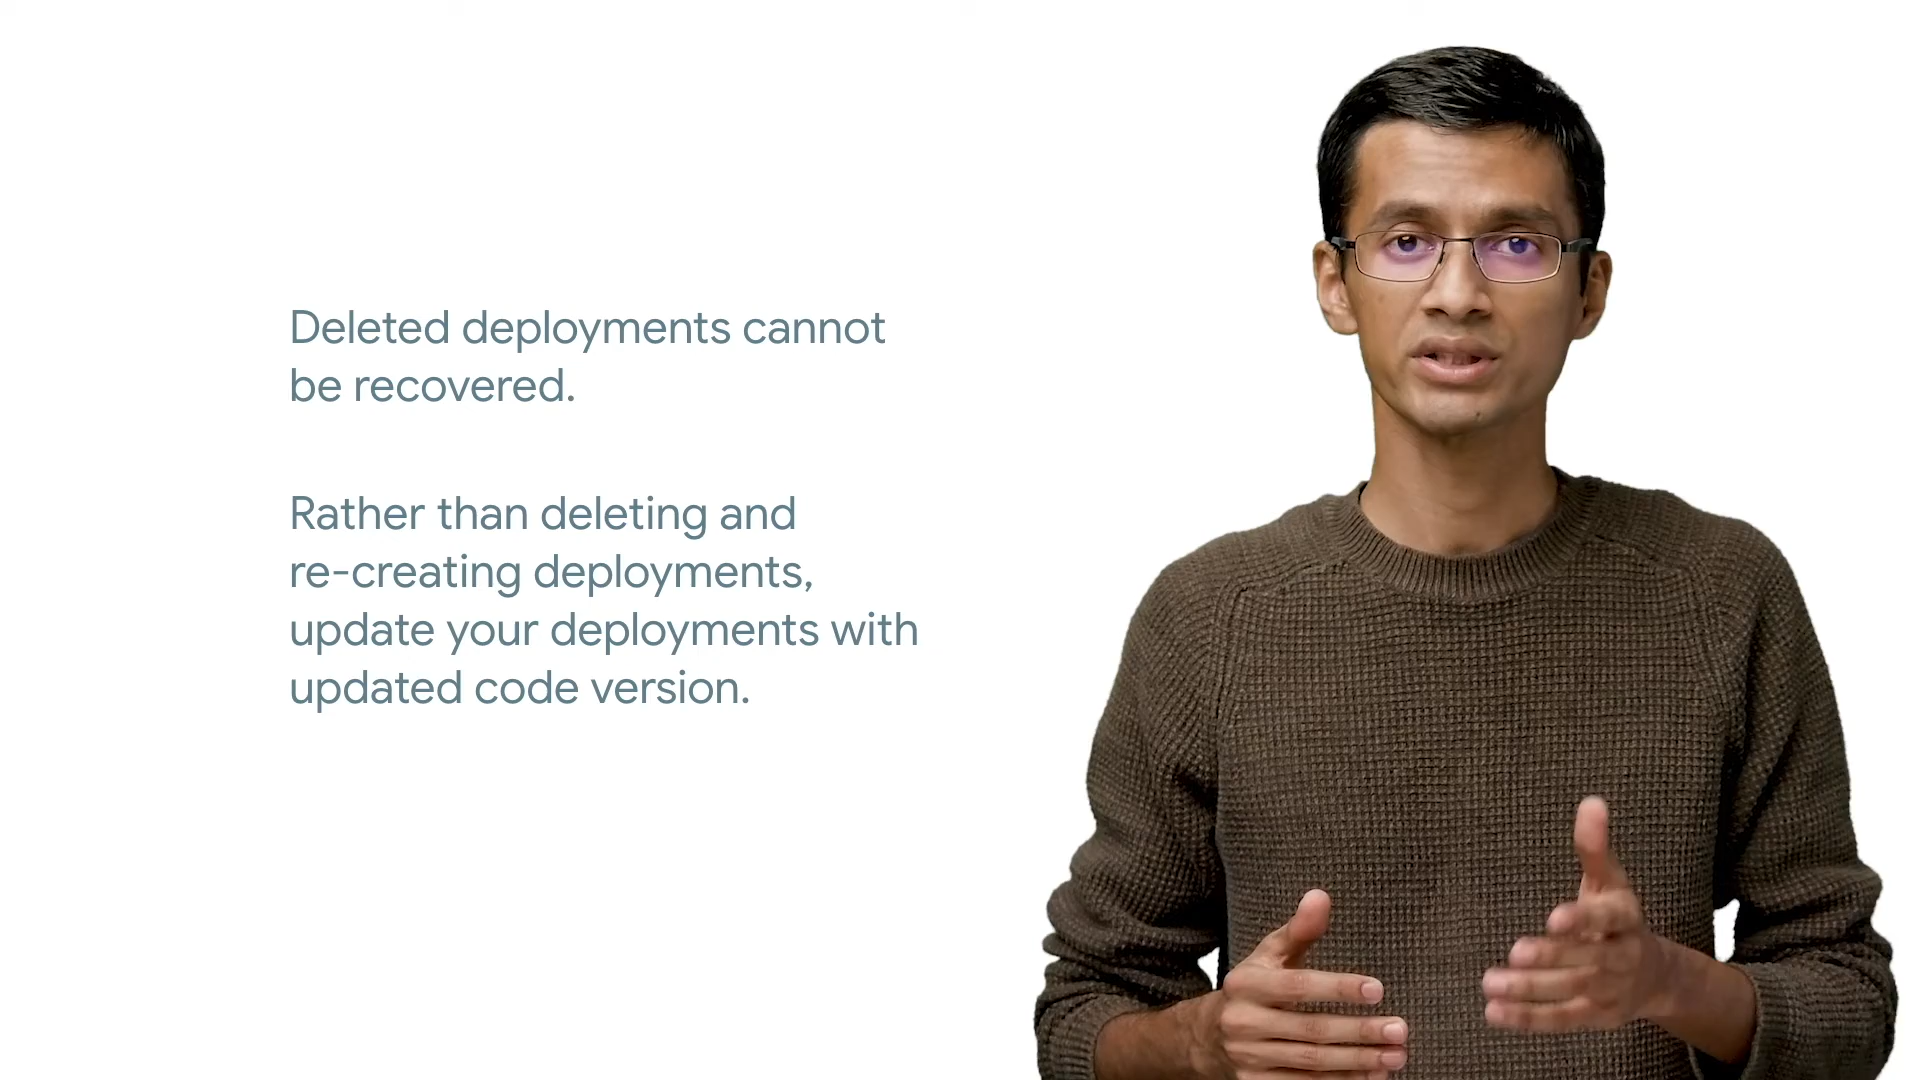 Deleted deployments cannot
be recovered.
Rather than deleting and
re-creating deployments,
update your deployments with
updated code version.